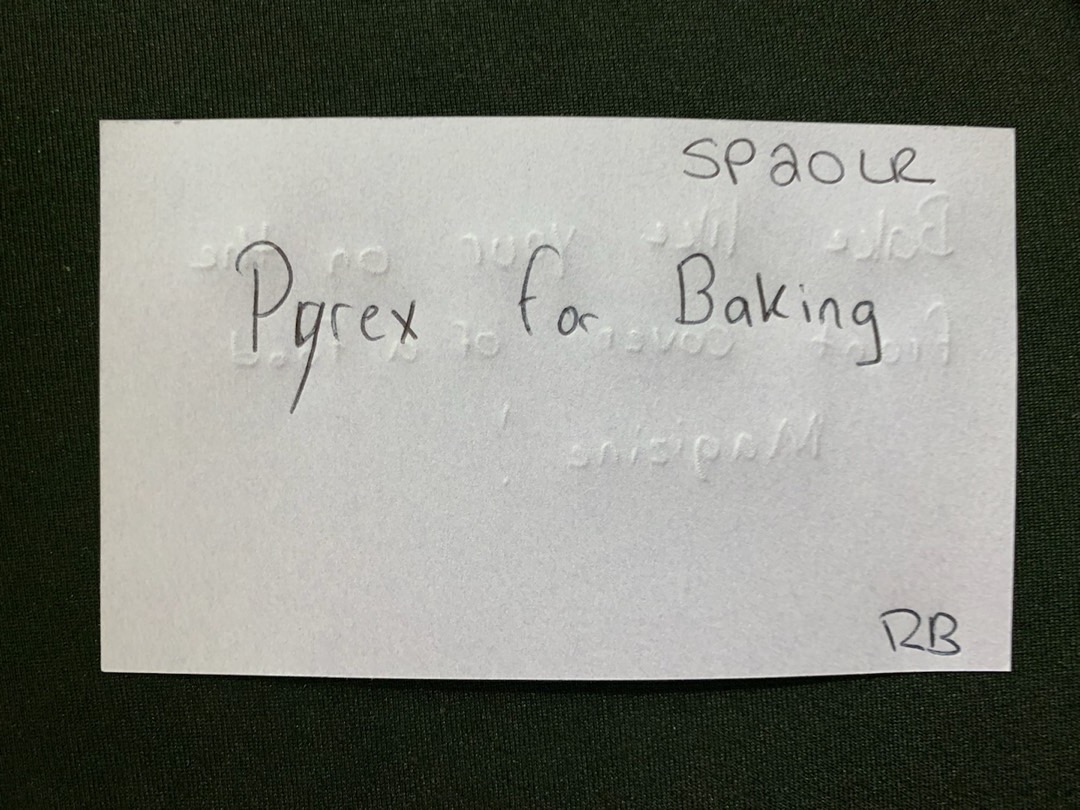 SP20LR
Pyrex for Baking
RB